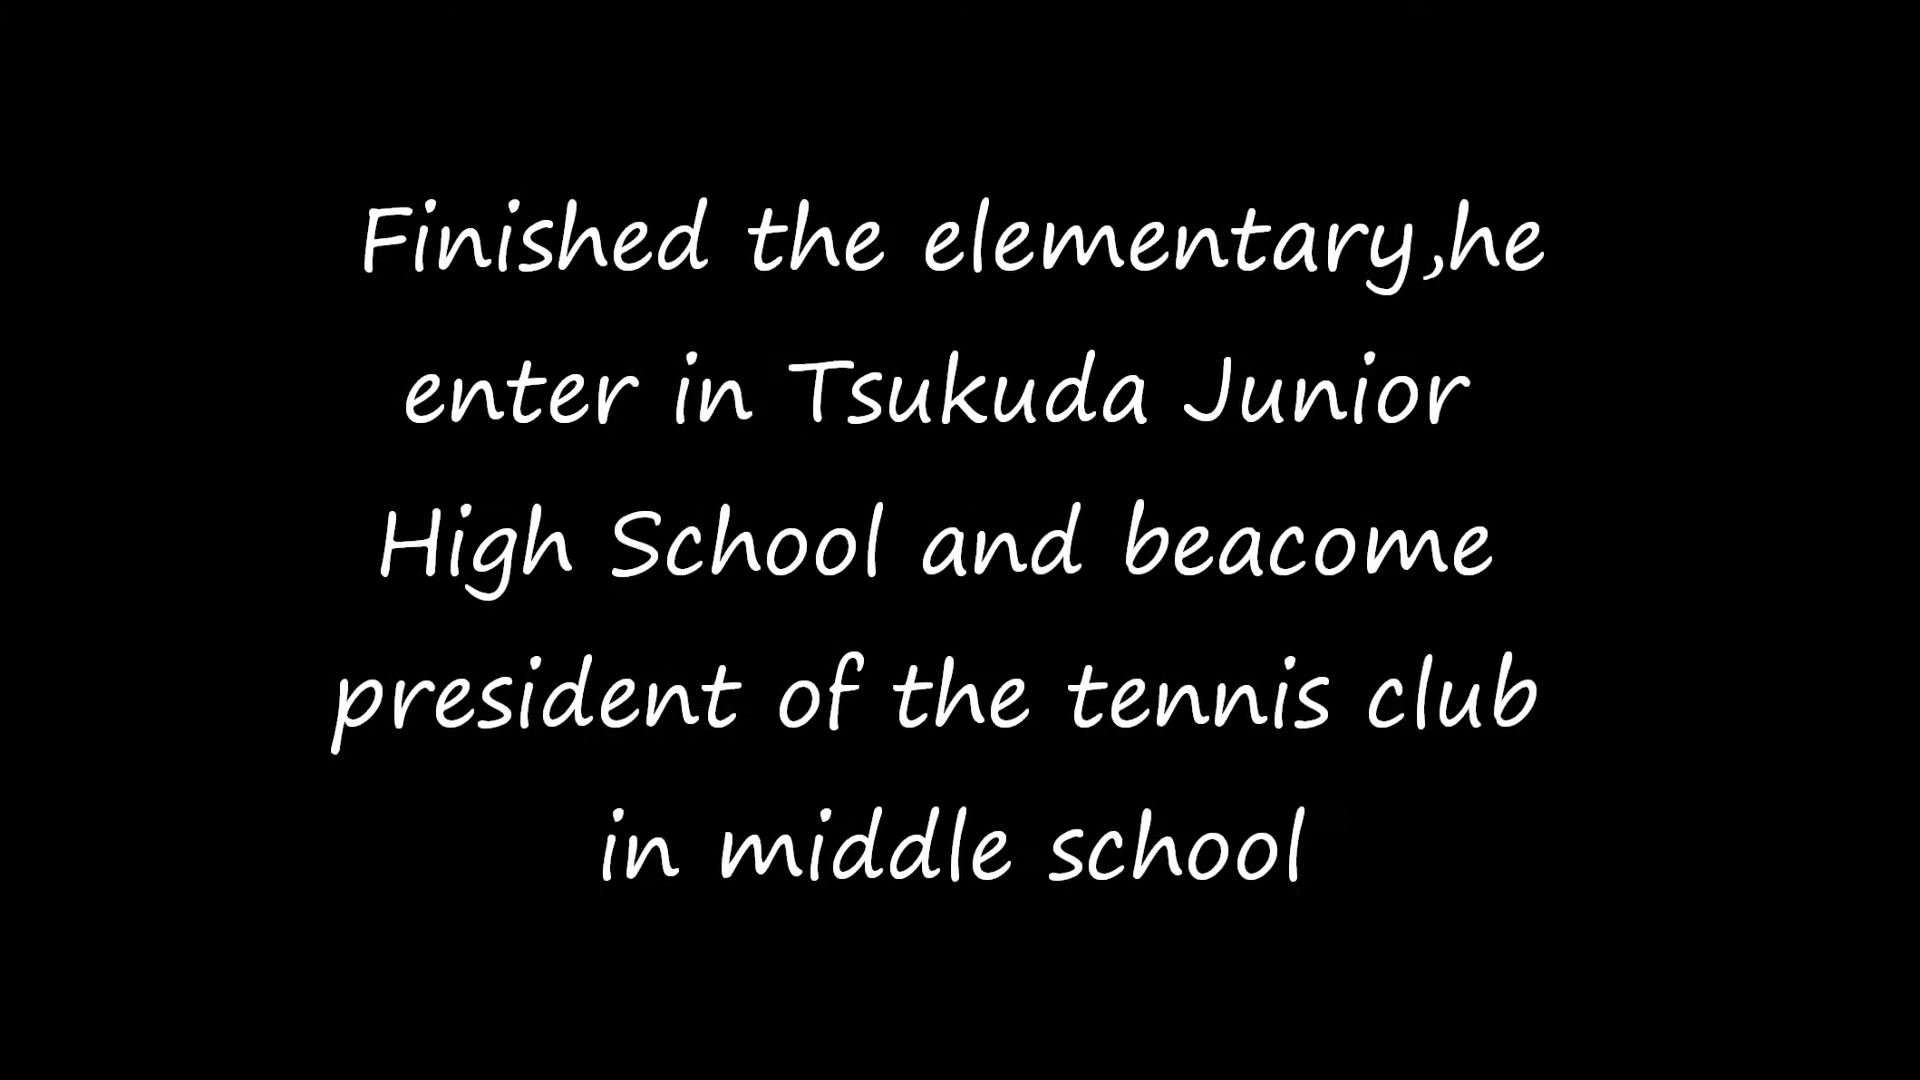 Finished the elementary,he
enter in Tsukuda Junior
High School and beacome
president of the tennis club
in middle school